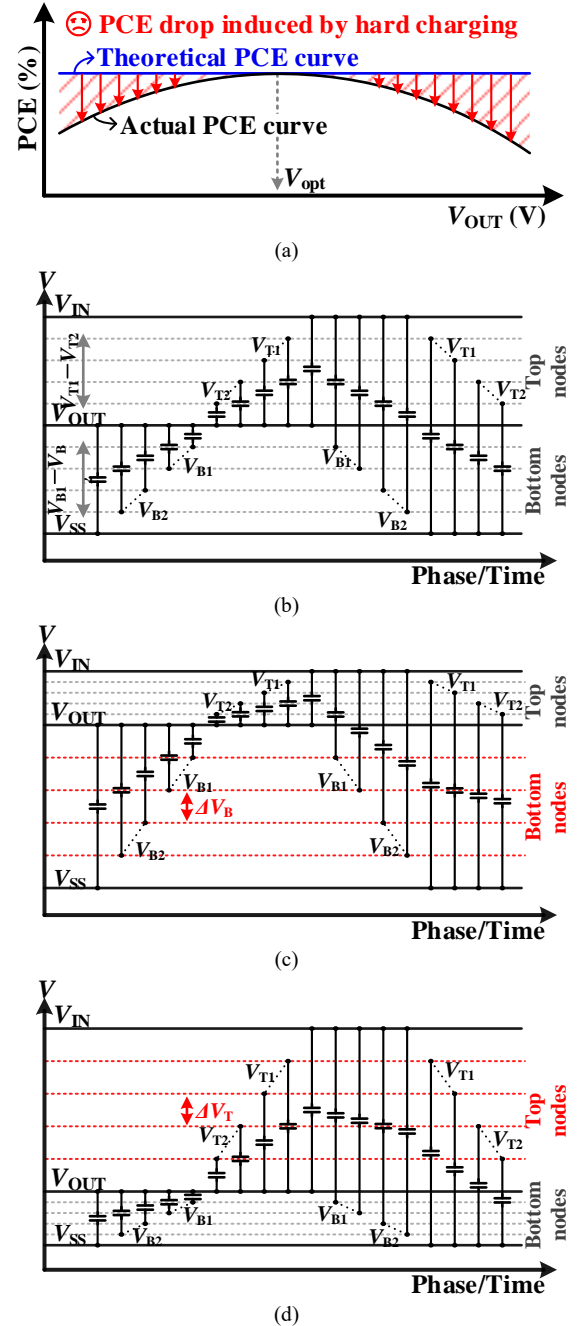 PCE drop induced by hard charging
Theoretical PCE curve
Actual PCE curve
PCE (%)
Vopt
VOUT (V)
(a)
V
VIN
VT1−VT2
VT1
VT1
Top nodes
VT2
VT2
VOUT
VB1−VB
VB1
VB1
Bottom nodes
VB2
VB2
VSS
Phase/Time
(b)
V
VIN
VT1
VT1
Top nodes
VT2
VT2
VOUT
VB1
VB1
ΔVB
Bottom nodes
VB2
VB2
VSS
Phase/Time
(c)
V
VIN
VT1
VT1
ΔVT
Top nodes
VT2
VT2
VOUT
VB1
VB1
Bottom nodes
VB2
VB2
VSS
Phase/Time
(d)